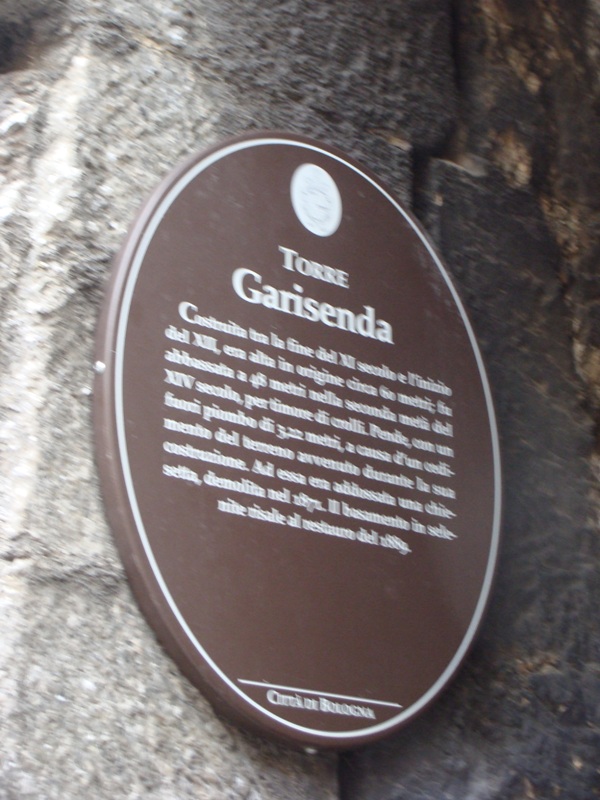 TORRE
Garisenda
Costruita tra la fine del XI secolo e l'inizio
del XII, era alta in origine circa 60 metri; fu
abbassata a 48 metri nella seconda metà del
XIV secolo, per timore di crolli. Pende, con un
fuori piombo di 3,22 metri, a causa d'un cedi-
mento del terreno avvenuto durante la sua
costruzione. Ad essa era addossata una chie-
setta, demolita nel 1871. Il basamento in sele-
nite risale al restauro del 1889.
CITTÀ DI BOLOGNA